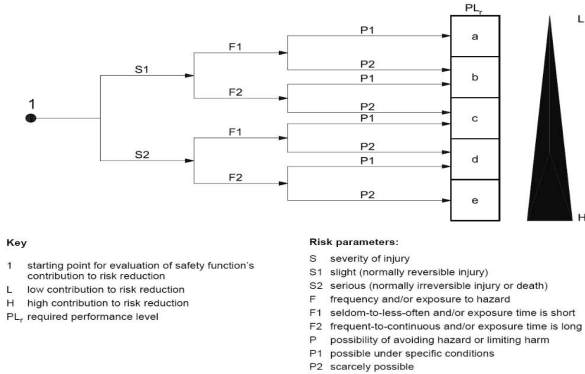 PLr
L
P1
a
F1
P2
S1
P1
b
F2
1
P2
P1
c
F1
P2
S2
P1
d
F2
P2
e
H
Key
1 starting point for evaluation of safety function's
contribution to risk reduction
L low contribution to risk reduction
H high contribution to risk reduction
PLr required performance level
Risk parameters:
S severity of injury
S1 slight (normally reversible injury)
S2 serious (normally irreversible injury or death)
F frequency and/or exposure to hazard
F1 seldom-to-less-often and/or exposure time is short
F2 frequent-to-continuous and/or exposure time is long
P possibility of avoiding hazard or limiting harm
P1 possible under specific conditions
P2 scarcely possible